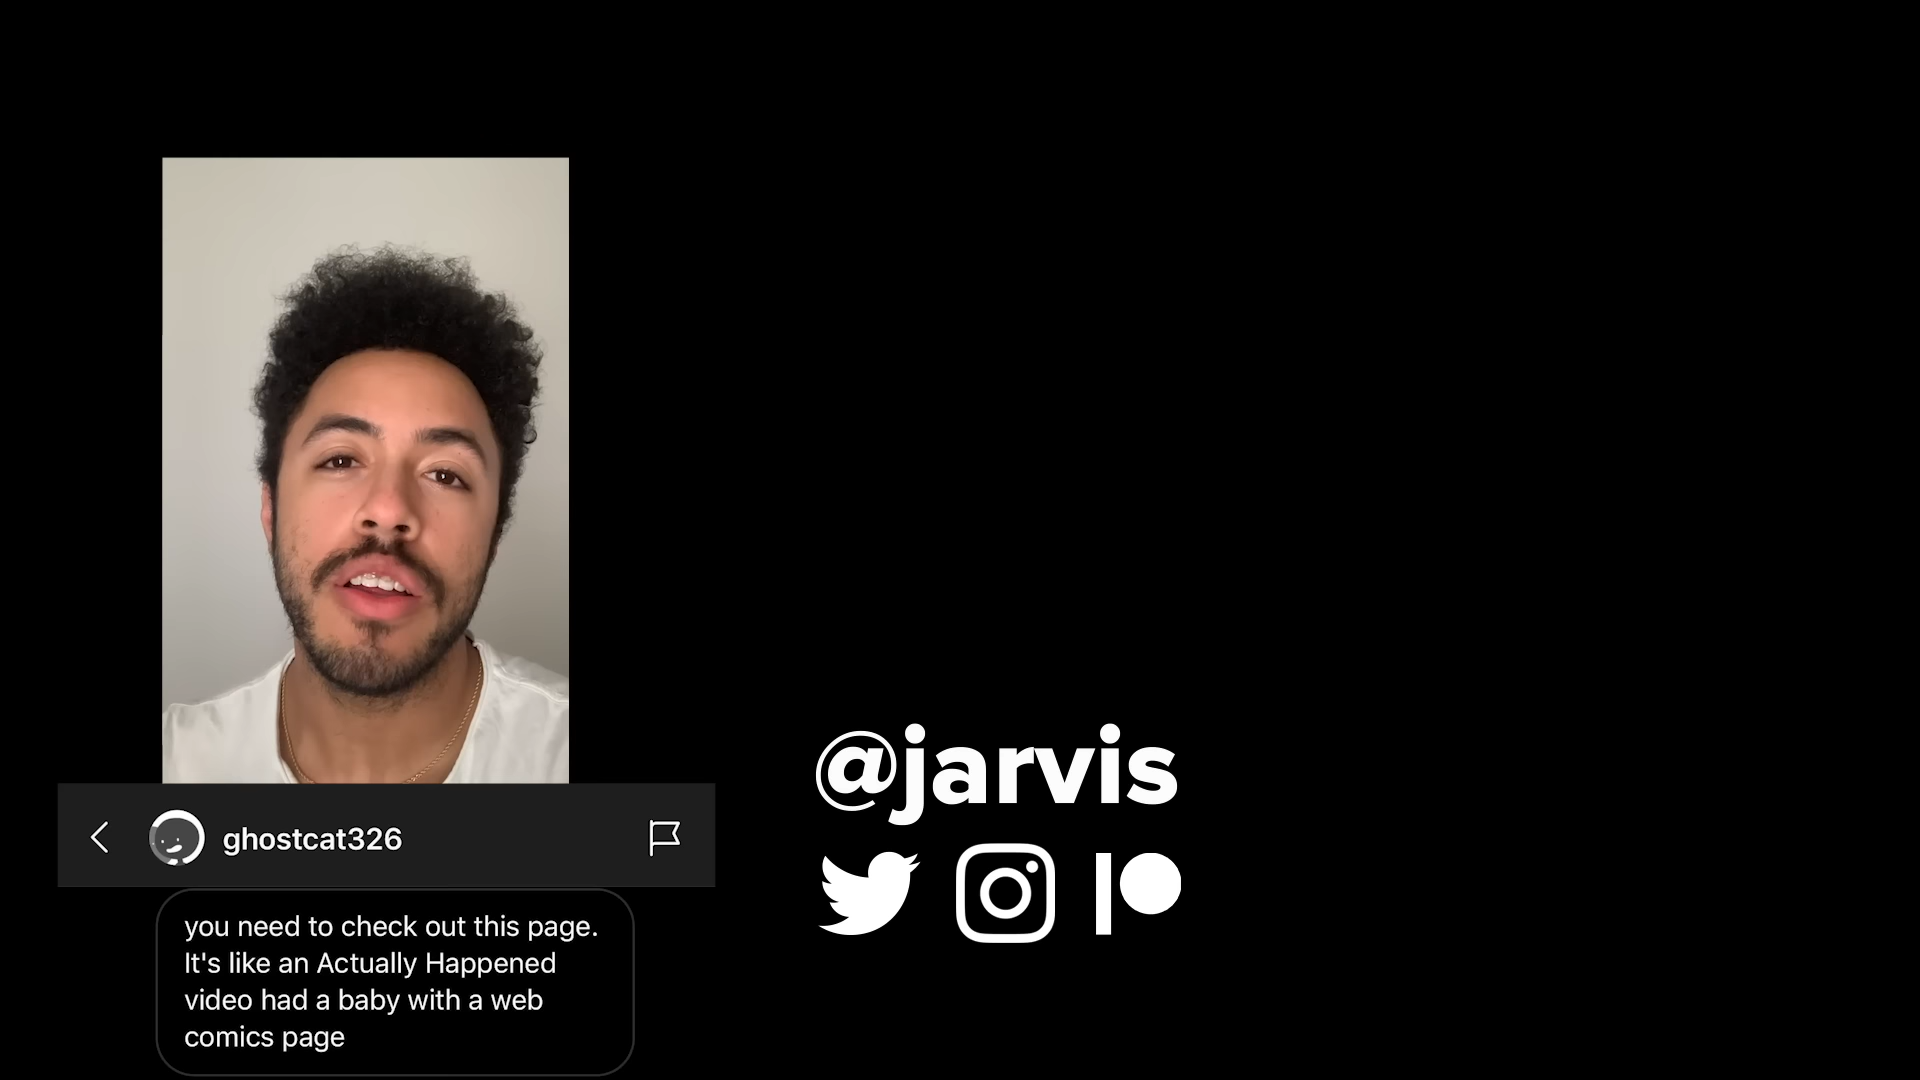 @jarvis
ghostcat326
you need to check out this page.
It's like an Actually Happened
video had a baby with a web
comics page